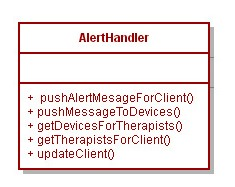 AlertHandler
+ pushAlertMesageForClient()
+ pushMessageToDevices()
+ getDevicesForTherapists()
+ getTherapistsForClient()
+ updateClient()